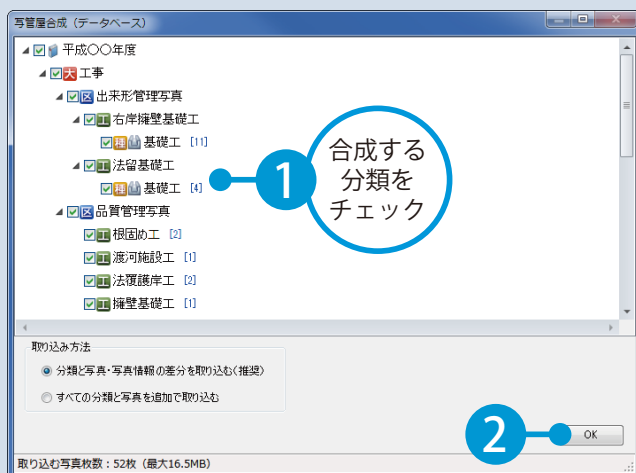 写管屋合成（データベース）
平成〇〇年度
大 工事
区 出来形管理写真
工 右岸擁壁基礎工
種 基礎工 [11]
工 法留基礎工
種 基礎工 [4]
区 品質管理写真
工 根固め工 [2]
工 渡河施設工 [1]
工 法覆護岸工 [2]
工 擁壁基礎工 [1]
1
合成する
分類を
チェック
取り込み方法
分類と写真・写真情報の差分を取り込む（推奨）
すべての分類と写真を追加で取り込む
2
OK
取り込む写真枚数：52枚（最大16.5MB）